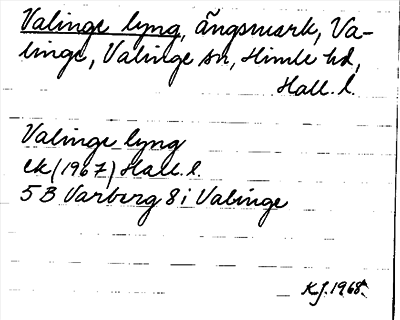 Valinge lyng, ängsmark, Va-
linge, Valinge sn, Himle hd,
Hall. l.
Valinge lyng
ek (1967) Hall. l.
5 B Varberg 8 i Valinge
K.J. 1968.